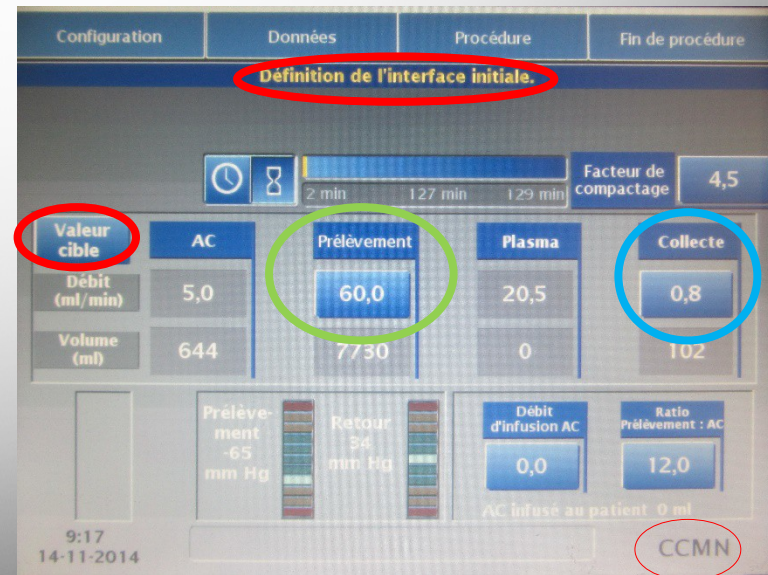 Configuration Données Procédure Fin de procédure
Définition de l'interface initiale.
2 min 127 min 129 min
Facteur de
compactage
4,5
Valeur
cible
AC Prélèvement Plasma Collecte
Débit
(ml/min)
5,0 60,0 20,5 0,8
Volume
(ml)
644 7730 0 102
Prélève-
ment
-65
mm Hg
Retour
34
mm Hg
Débit
d'infusion AC
0,0
Ratio
Prélèvement : AC
12,0
AC infusé au patient 0 ml
9:17
14-11-2014
CCMN